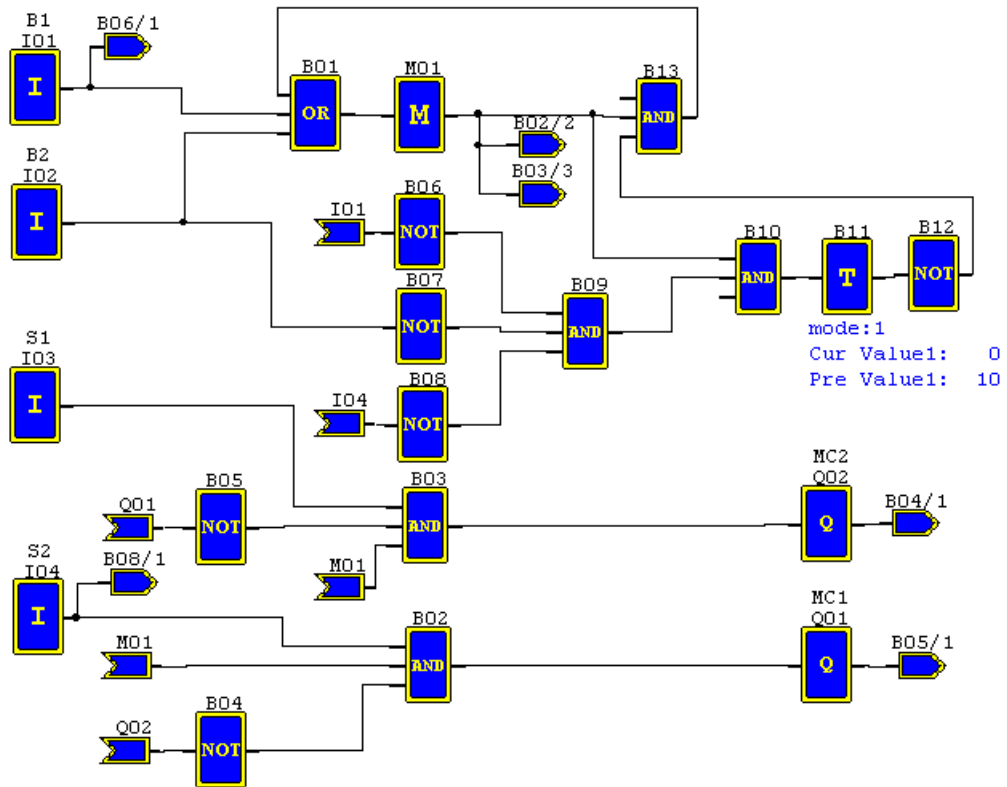 B1
I01
I
B06/1
B01
OR
M01
M
B13
AND
B02/2
B03/3
B2
I02
I
I01
B06
NOT
B07
NOT
B09
AND
B10
AND
B11
T
B12
NOT
mode:1
Cur Value1: 0
Pre Value1: 10
S1
I03
I
I04
B08
NOT
Q01
B05
NOT
B03
AND
M01
MC2
Q02
Q
B04/1
S2
I04
I
B08/1
M01
B02
AND
MC1
Q01
Q
B05/1
Q02
B04
NOT